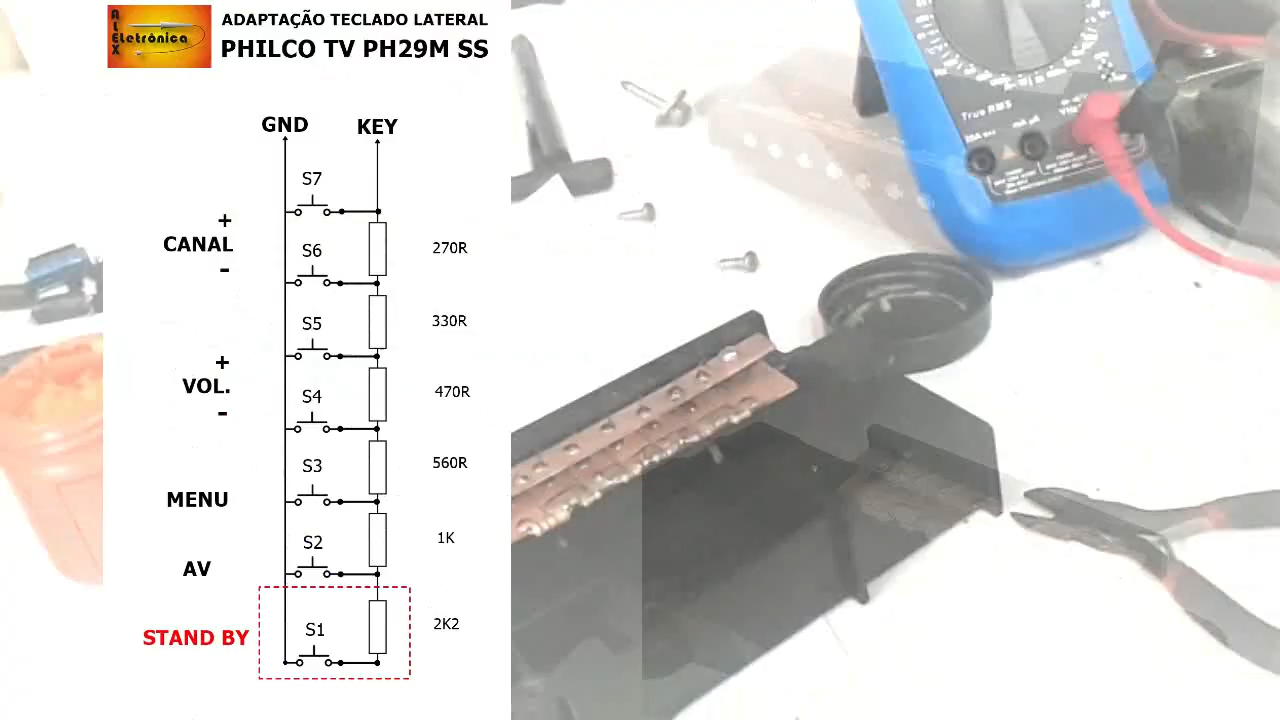 ALEX
Eletrônica
ADAPTAÇÃO TECLADO LATERAL
PHILCO TV PH29M SS
GND
KEY
S7
+
CANAL
-
S6
270R
S5
330R
+
VOL.
-
S4
470R
S3
560R
MENU
S2
1K
AV
S1
2K2
STAND BY
True RMS